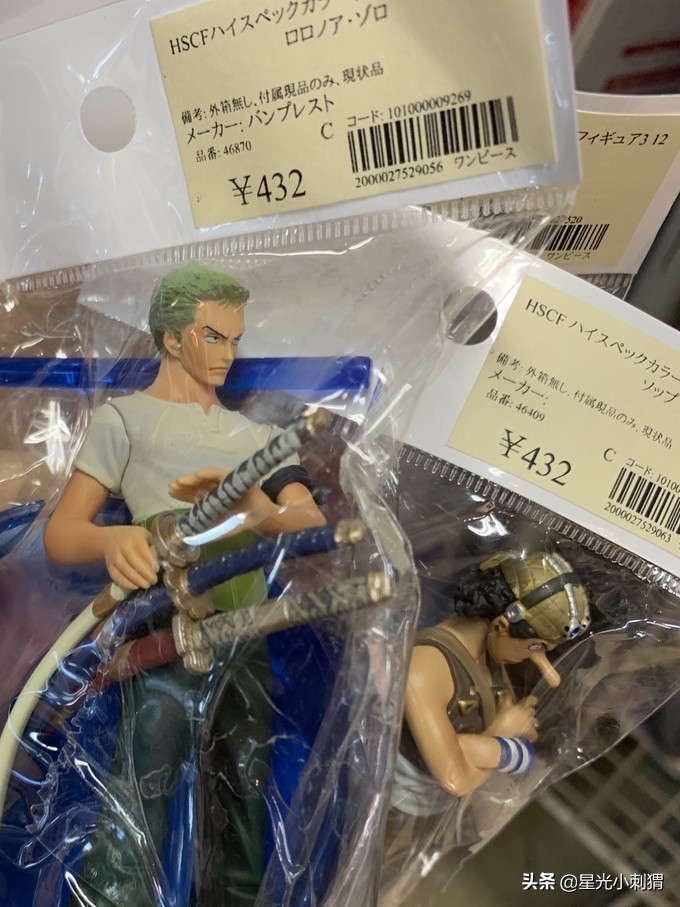 HSCFハイスペックカラー
ロロノア・ゾロ
備考: 外箱無し、付属現品のみ、現状品
メーカー: バンプレスト
品番: 46870
C
コード: 101000009269
¥432
2000027529056
ワンピース
フィギュア3 12
520
ワンピース
HSCF ハイスペックカラー
ソップ
備考: 外箱無し、付属現品のみ、現状品
メーカー:
品番: 46409
¥432
C
コード: 10100
2000027529063
头条 @星光小刺猬